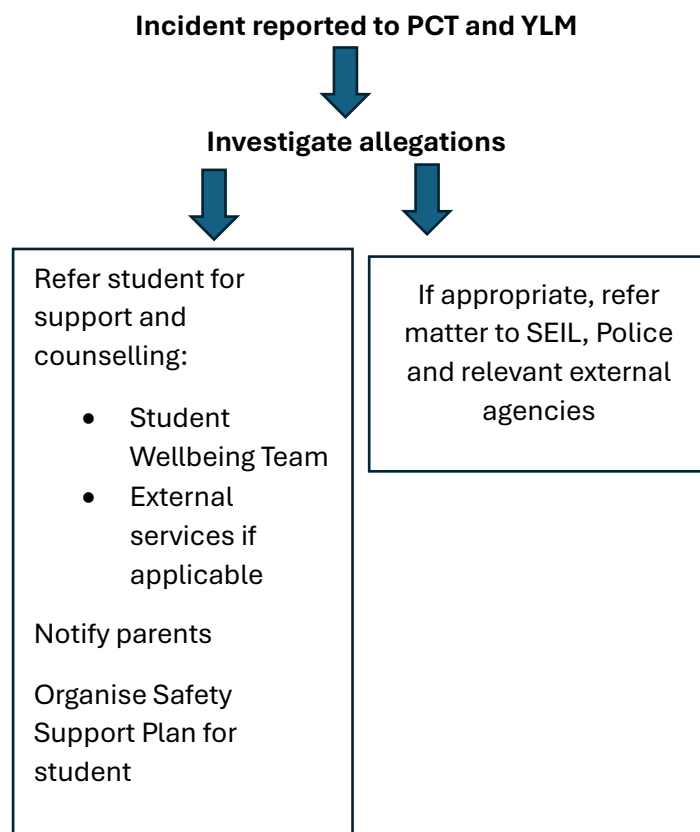 Incident reported to PCT and YLM
Investigate allegations
Refer student for
support and
counselling:
• Student
Wellbeing Team
• External
services if
applicable
Notify parents
Organise Safety
Support Plan for
student
If appropriate, refer
matter to SEIL, Police
and relevant external
agencies